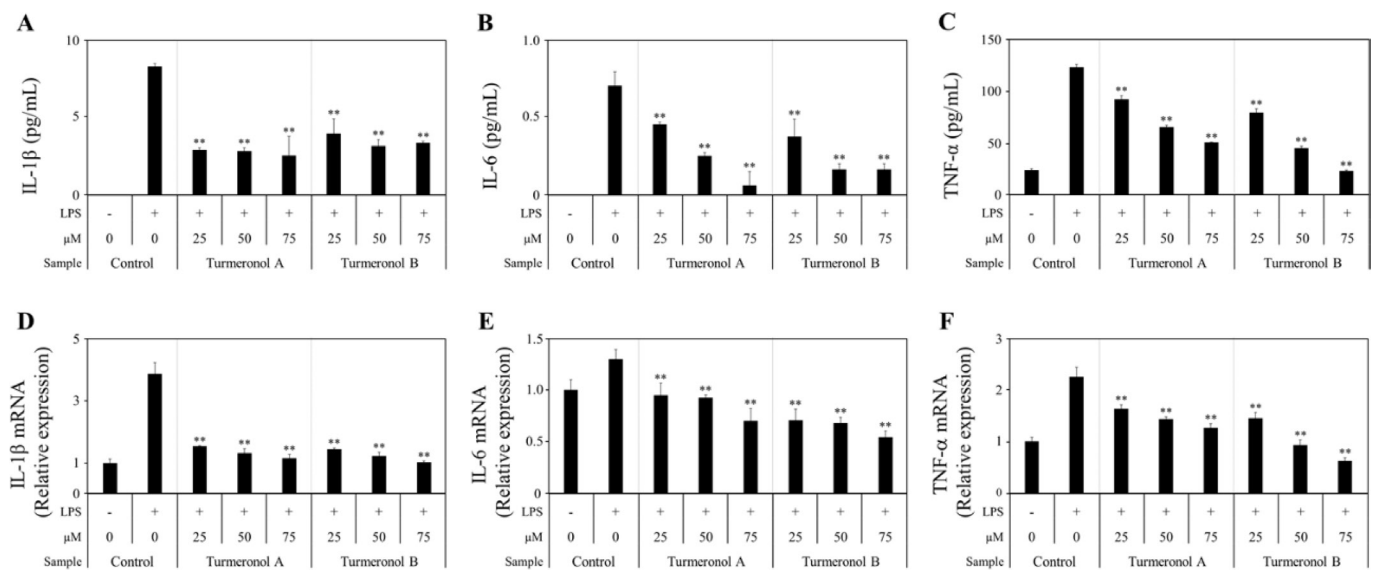 A
IL-1β (pg/mL)
10
5
0
** ** ** ** ** **
LPS - + + + + + + +
µM 0 0 25 50 75 25 50 75
Sample Control Turmeronol A Turmeronol B
B
IL-6 (pg/mL)
1.0
0.5
0
** ** ** ** ** **
LPS - + + + + + + +
µM 0 0 25 50 75 25 50 75
Sample Control Turmeronol A Turmeronol B
C
TNF-α (pg/mL)
150
100
50
0
** ** ** ** ** **
LPS - + + + + + + +
µM 0 0 25 50 75 25 50 75
Sample Control Turmeronol A Turmeronol B
D
IL-1β mRNA
(Relative expression)
5
3
1
0
** ** ** ** ** **
LPS - + + + + + + +
µM 0 0 25 50 75 25 50 75
Sample Control Turmeronol A Turmeronol B
E
IL-6 mRNA
(Relative expression)
1.5
1.0
0.5
0
** ** ** ** ** **
LPS - + + + + + + +
µM 0 0 25 50 75 25 50 75
Sample Control Turmeronol A Turmeronol B
F
TNF-α mRNA
(Relative expression)
3
2
1
0
** ** ** ** ** **
LPS - + + + + + + +
µM 0 0 25 50 75 25 50 75
Sample Control Turmeronol A Turmeronol B